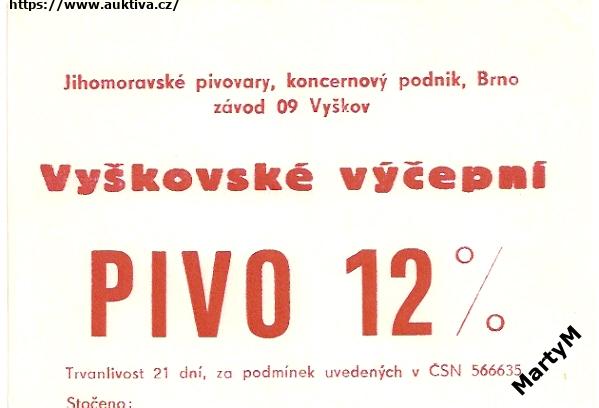 https://www.auktiva.cz/
Jihomoravské pivovary, koncernový podnik, Brno
závod 09 Vyškov
Vyškovské výčepní
PIVO 12%
Trvanlivost 21 dní, za podmínek uvedených v ČSN 566635
Stočeno:
MartyM